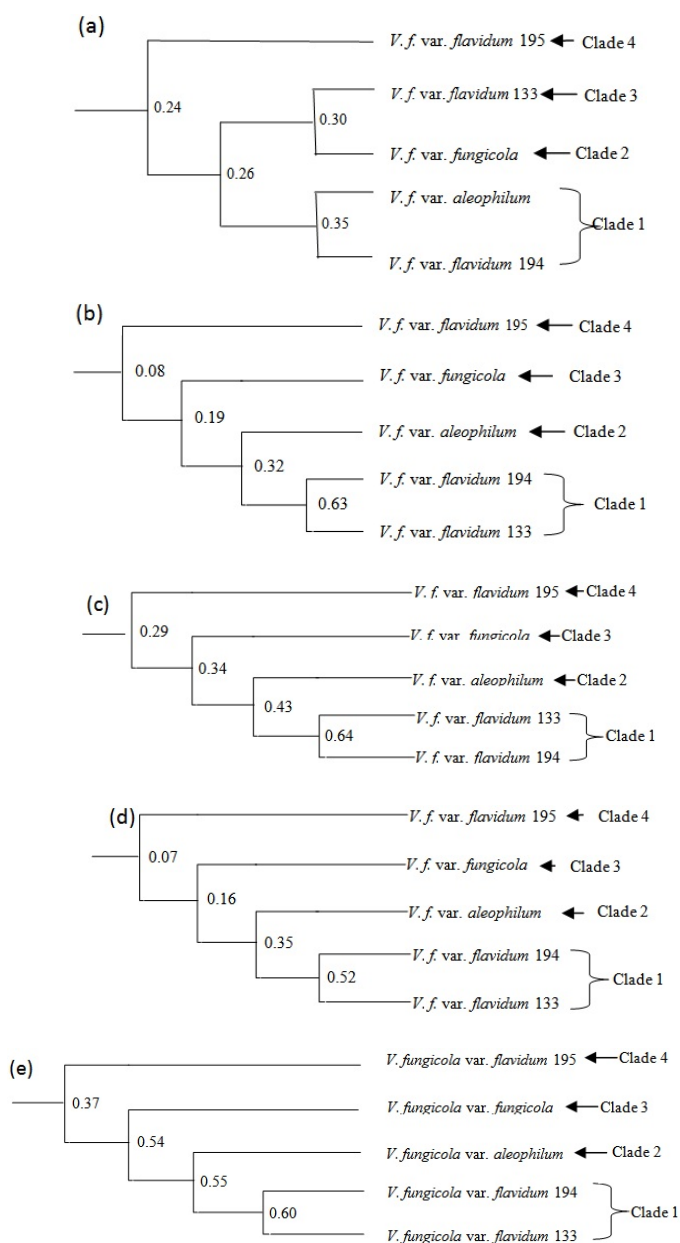 (a)
V. f. var. flavidum 195 Clade 4
0.24
V. f. var. flavidum 133 Clade 3
0.30
V. f. var. fungicola Clade 2
0.26
V. f. var. aleophilum
0.35 Clade 1
V. f. var. flavidum 194
(b)
V. f. var. flavidum 195 Clade 4
0.08
V. f. var. fungicola Clade 3
0.19
V. f. var. aleophilum Clade 2
0.32
V. f. var. flavidum 194
0.63 Clade 1
V. f. var. flavidum 133
(c)
V. f. var. flavidum 195 Clade 4
0.29
V. f. var. fungicola Clade 3
0.34
V. f. var. aleophilum Clade 2
0.43
V. f. var. flavidum 133
0.64 Clade 1
V. f. var. flavidum 194
(d)
V. f. var. flavidum 195 Clade 4
0.07
V. f. var. fungicola Clade 3
0.16
V. f. var. aleophilum Clade 2
0.35
V. f. var. flavidum 194
0.52 Clade 1
V. f. var. flavidum 133
(e)
V. fungicola var. flavidum 195 Clade 4
0.37
V. fungicola var. fungicola Clade 3
0.54
V. fungicola var. aleophilum Clade 2
0.55
V. fungicola var. flavidum 194
0.60 Clade 1
V. fungicola var. flavidum 133